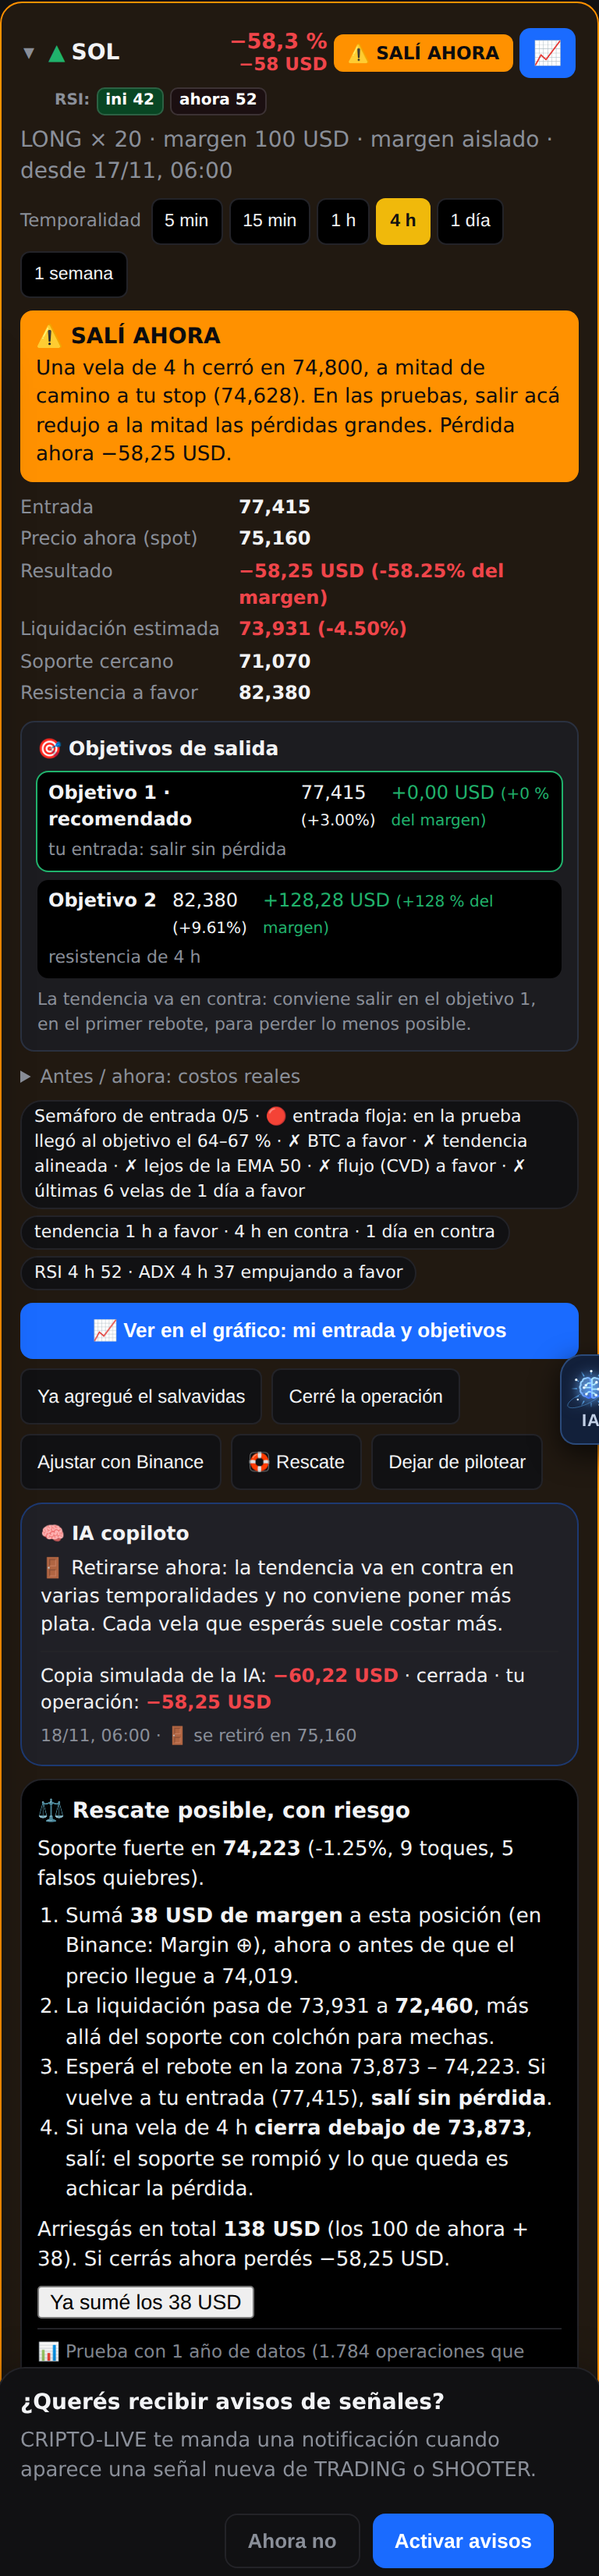 ▼ ▲ SOL
−58,3 %
−58 USD
⚠️ SALÍ AHORA
📈
RSI: ini 42 ahora 52
LONG × 20 · margen 100 USD · margen aislado ·
desde 17/11, 06:00
Temporalidad 5 min 15 min 1 h 4 h 1 día
1 semana
⚠️ SALÍ AHORA
Una vela de 4 h cerró en 74,800, a mitad de
camino a tu stop (74,628). En las pruebas, salir acá
redujo a la mitad las pérdidas grandes. Pérdida
ahora −58,25 USD.
Entrada 77,415
Precio ahora (spot) 75,160
Resultado −58,25 USD (-58.25% del
margen)
Liquidación estimada 73,931 (-4.50%)
Soporte cercano 71,070
Resistencia a favor 82,380
🎯 Objetivos de salida
Objetivo 1 · 77,415 +0,00 USD (+0 %
recomendado (+3.00%) del margen)
tu entrada: salir sin pérdida
Objetivo 2 82,380 +128,28 USD (+128 % del
(+9.61%) margen)
resistencia de 4 h
La tendencia va en contra: conviene salir en el objetivo 1,
en el primer rebote, para perder lo menos posible.
▶ Antes / ahora: costos reales
Semáforo de entrada 0/5 · 🔴 entrada floja: en la prueba
llegó al objetivo el 64–67 % · ✗ BTC a favor · ✗ tendencia
alineada · ✗ lejos de la EMA 50 · ✗ flujo (CVD) a favor · ✗
últimas 6 velas de 1 día a favor
tendencia 1 h a favor · 4 h en contra · 1 día en contra
RSI 4 h 52 · ADX 4 h 37 empujando a favor
📈 Ver en el gráfico: mi entrada y objetivos
Ya agregué el salvavidas Cerré la operación
IA
Ajustar con Binance 🛟 Rescate Dejar de pilotear
🧠 IA copiloto
🚪 Retirarse ahora: la tendencia va en contra en
varias temporalidades y no conviene poner más
plata. Cada vela que esperás suele costar más.
Copia simulada de la IA: −60,22 USD · cerrada · tu
operación: −58,25 USD
18/11, 06:00 · 🚪 se retiró en 75,160
⚖️ Rescate posible, con riesgo
Soporte fuerte en 74,223 (-1.25%, 9 toques, 5
falsos quiebres).
1. Sumá 38 USD de margen a esta posición (en
Binance: Margin ⊕), ahora o antes de que el
precio llegue a 74,019.
2. La liquidación pasa de 73,931 a 72,460, más
allá del soporte con colchón para mechas.
3. Esperá el rebote en la zona 73,873 – 74,223. Si
vuelve a tu entrada (77,415), salí sin pérdida.
4. Si una vela de 4 h cierra debajo de 73,873,
salí: el soporte se rompió y lo que queda es
achicar la pérdida.
Arriesgás en total 138 USD (los 100 de ahora +
38). Si cerrás ahora perdés −58,25 USD.
Ya sumé los 38 USD
📊 Prueba con 1 año de datos (1.784 operaciones que
¿Querés recibir avisos de señales?
CRIPTO-LIVE te manda una notificación cuando
aparece una señal nueva de TRADING o SHOOTER.
Ahora no Activar avisos